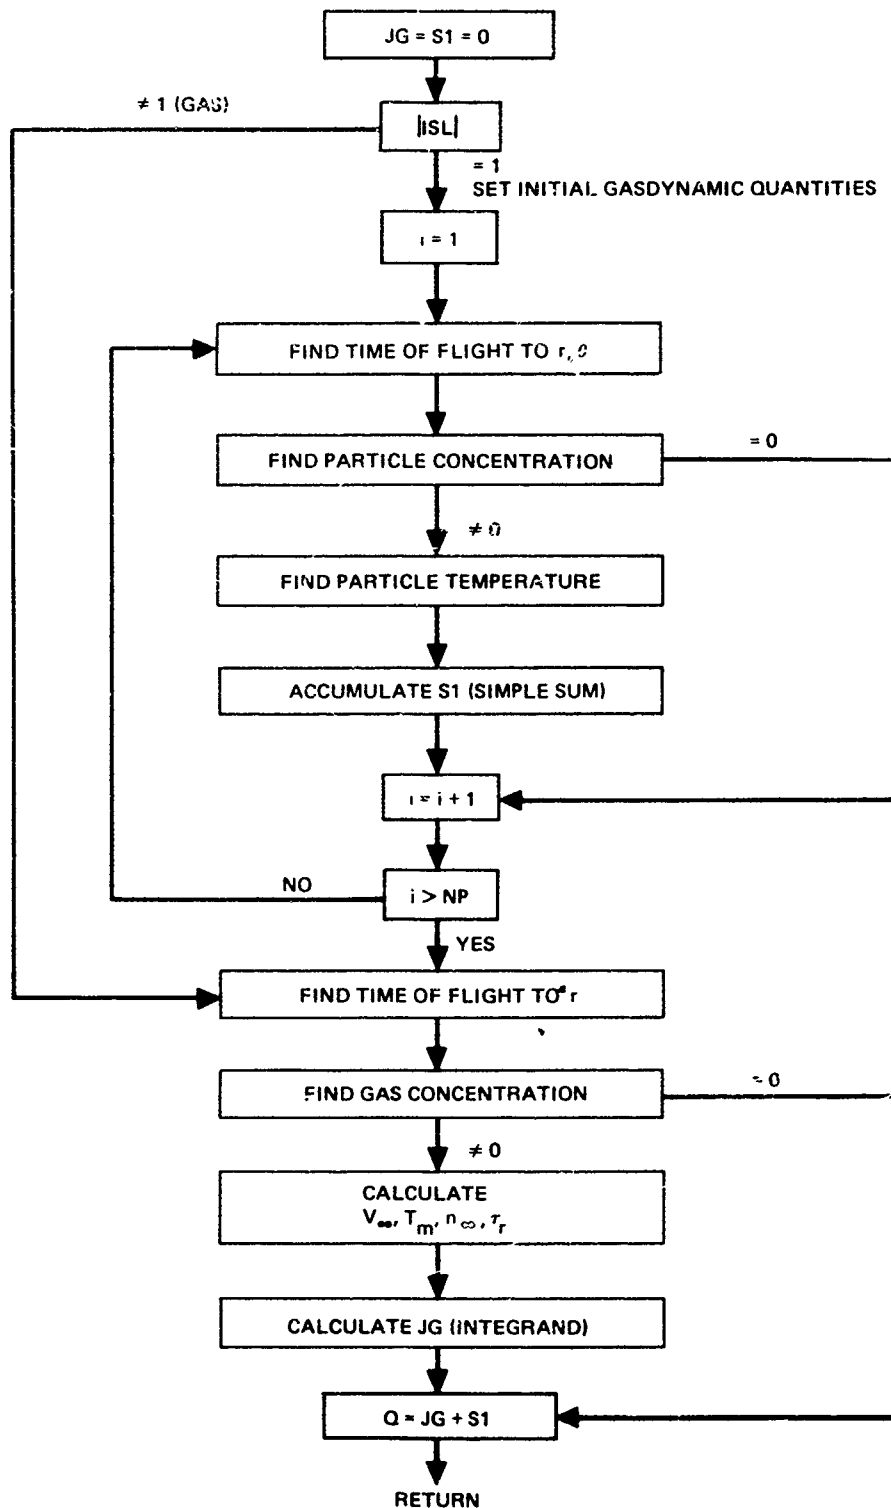 JG = S1 = 0
≠ 1 (GAS)
|ISL|
= 1
SET INITIAL GASDYNAMIC QUANTITIES
i = 1
FIND TIME OF FLIGHT TO r,
FIND PARTICLE CONCENTRATION
= 0
≠ 0
FIND PARTICLE TEMPERATURE
ACCUMULATE S1 (SIMPLE SUM)
i = i + 1
NO
i > NP
YES
FIND TIME OF FLIGHT TO r
FIND GAS CONCENTRATION
= 0
≠ 0
CALCULATE
V∞, Tm, n∞, τr
CALCULATE JG (INTEGRAND)
Q = JG + S1
RETURN